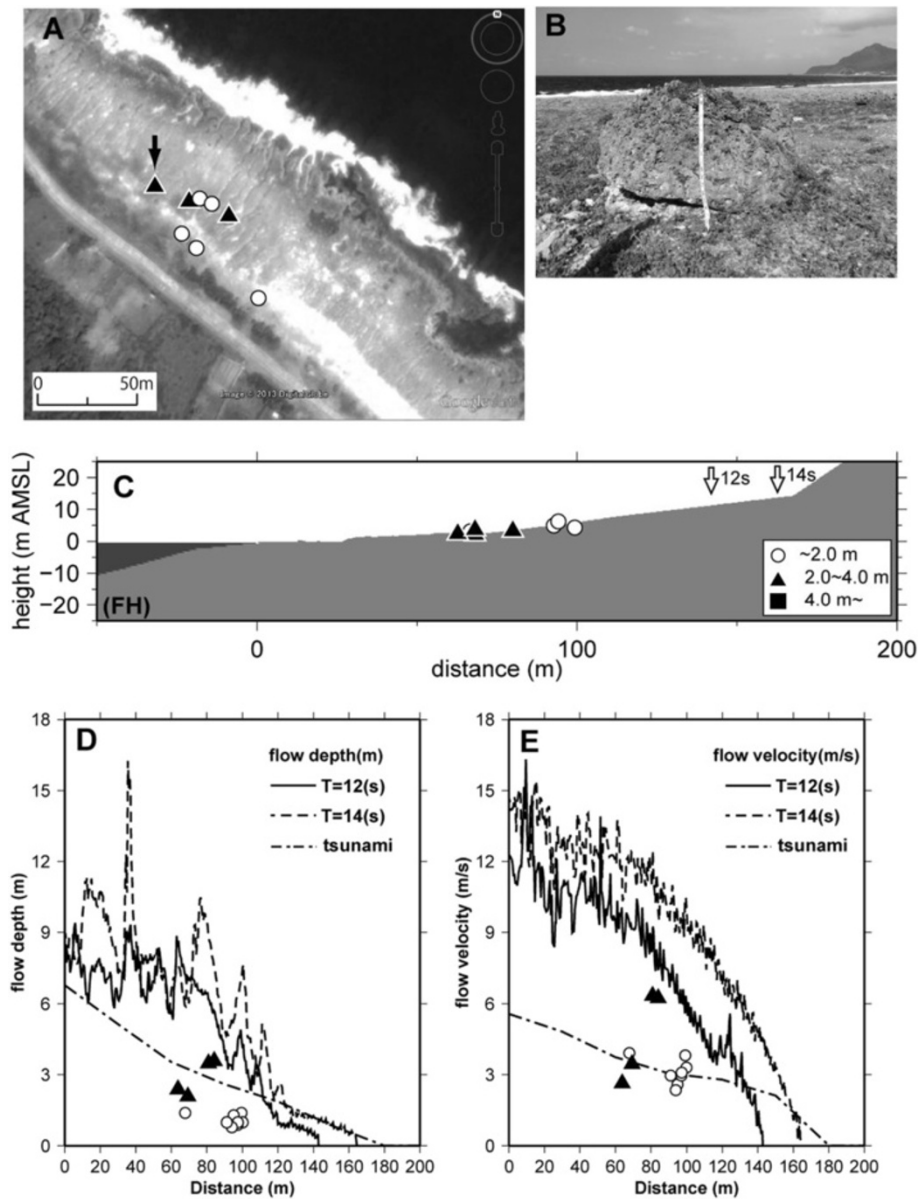 A
N
0 50m
Image © 2013 DigitalGlobe
Google
B
C
height (m AMSL)
20
10
0
−10
−20
(FH)
12s
14s
~2.0 m
2.0~4.0 m
4.0 m~
0 100 200
distance (m)
D
flow depth(m)
T=12(s)
T=14(s)
tsunami
18
15
12
9
6
3
0
flow depth (m)
0 20 40 60 80 100 120 140 160 180 200
Distance (m)
E
flow velocity(m/s)
T=12(s)
T=14(s)
tsunami
18
15
12
9
6
3
0
flow velocity (m/s)
0 20 40 60 80 100 120 140 160 180 200
Distance (m)